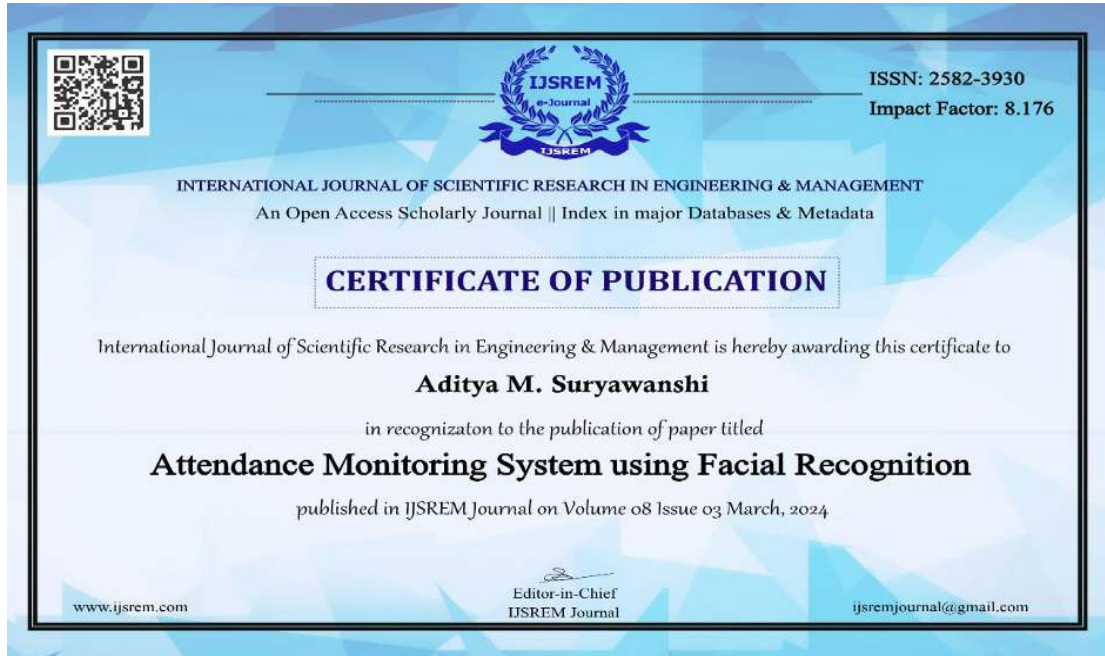 IJSREM
e-Journal
IJSREM
ISSN: 2582-3930
Impact Factor: 8.176
INTERNATIONAL JOURNAL OF SCIENTIFIC RESEARCH IN ENGINEERING & MANAGEMENT
An Open Access Scholarly Journal || Index in major Databases & Metadata
CERTIFICATE OF PUBLICATION
International Journal of Scientific Research in Engineering & Management is hereby awarding this certificate to
Aditya M. Suryawanshi
in recognizaton to the publication of paper titled
Attendance Monitoring System using Facial Recognition
published in IJSREM Journal on Volume 08 Issue 03 March, 2024
www.ijsrem.com
Editor-in-Chief
IJSREM Journal
ijsremjournal@gmail.com